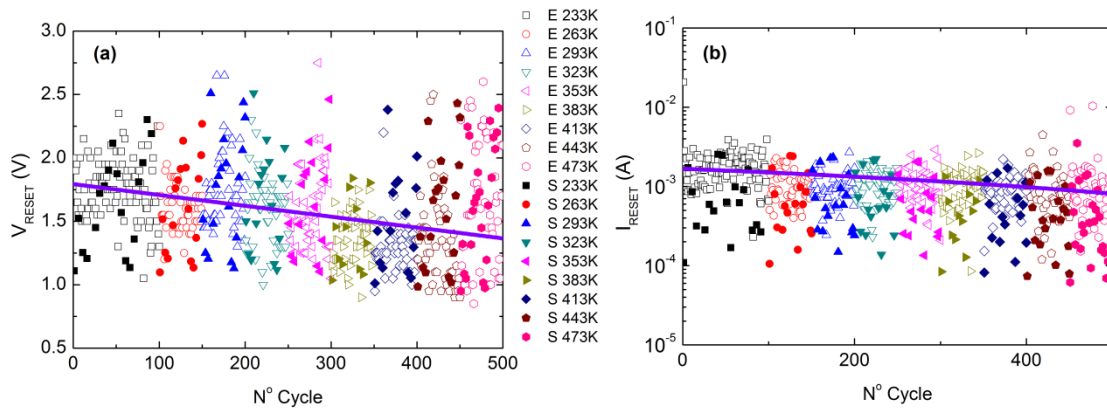 (a)
3.0
2.5
2.0
1.5
1.0
0.5
V_RESET (V)
0 100 200 300 400 500
N° Cycle
E 233K
E 263K
E 293K
E 323K
E 353K
E 383K
E 413K
E 443K
E 473K
S 233K
S 263K
S 293K
S 323K
S 353K
S 383K
S 413K
S 443K
S 473K
(b)
10⁻¹
10⁻²
10⁻³
10⁻⁴
10⁻⁵
I_RESET (A)
0 200 400
N° Cycle